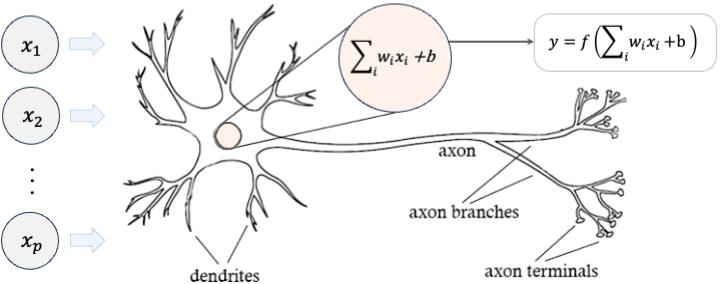 x₁
x₂
⋮
xₚ
∑ᵢ wᵢxᵢ +b
y = f(∑ᵢ wᵢxᵢ +b)
axon
axon branches
axon terminals
dendrites